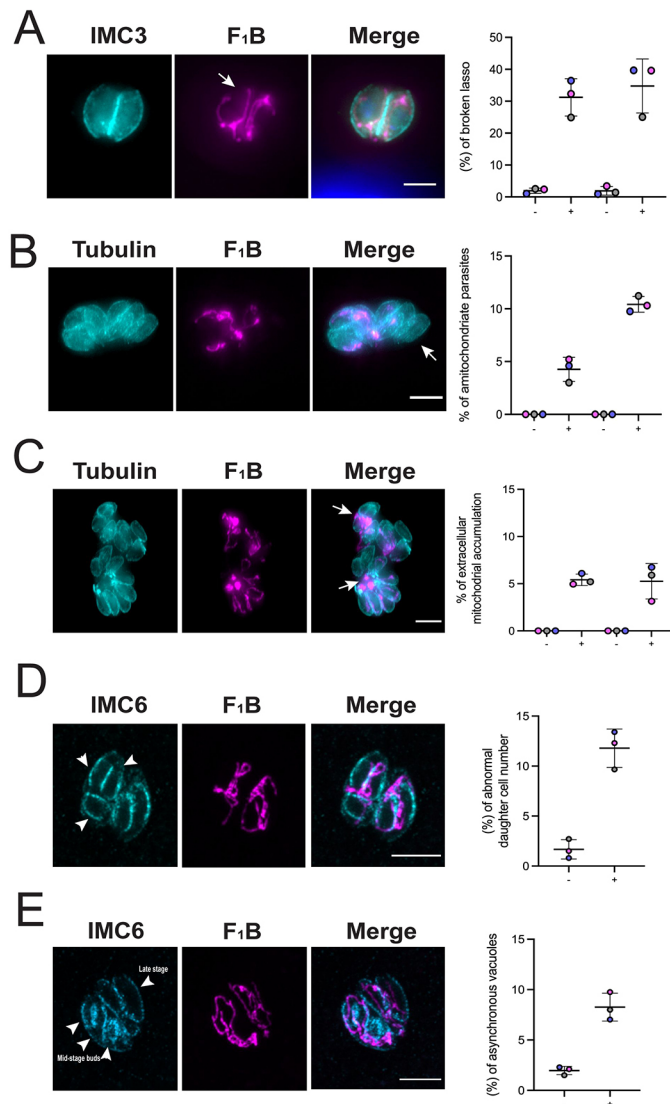 A
IMC3 F₁B Merge
(%) of broken lasso
50
40
30
20
10
0
- + - +
B
Tubulin F₁B Merge
% of amitochondriate parasites
15
10
5
0
- + - +
C
Tubulin F₁B Merge
% of extracellular
mitochodrial accumulation
15
10
5
0
- + - +
D
IMC6 F₁B Merge
(%) of abnormal
daughter cell number
15
10
5
0
- +
E
IMC6 F₁B Merge
Late stage
Mid-stage buds
(%) of asynchronous vacuoles
15
10
5
0
- +